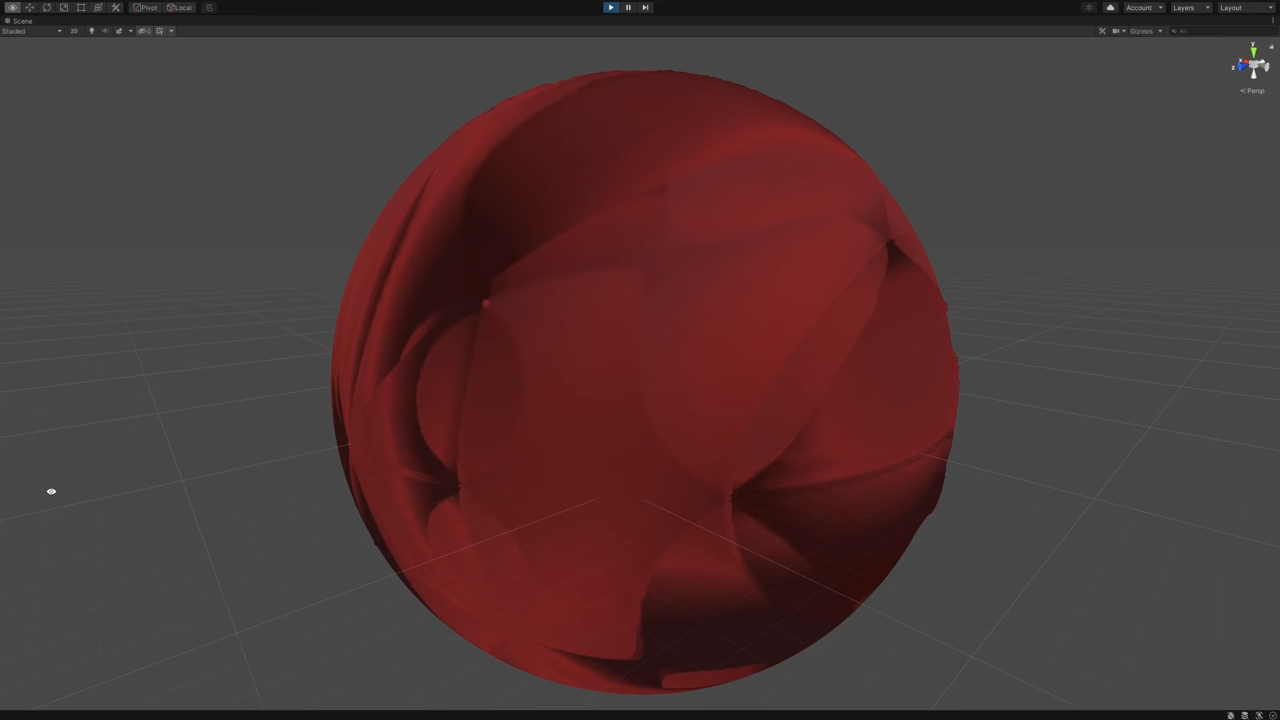 Pivot Local Account Layers Layout
Scene
Shaded 2D Gizmos All
y
x
z
< Persp